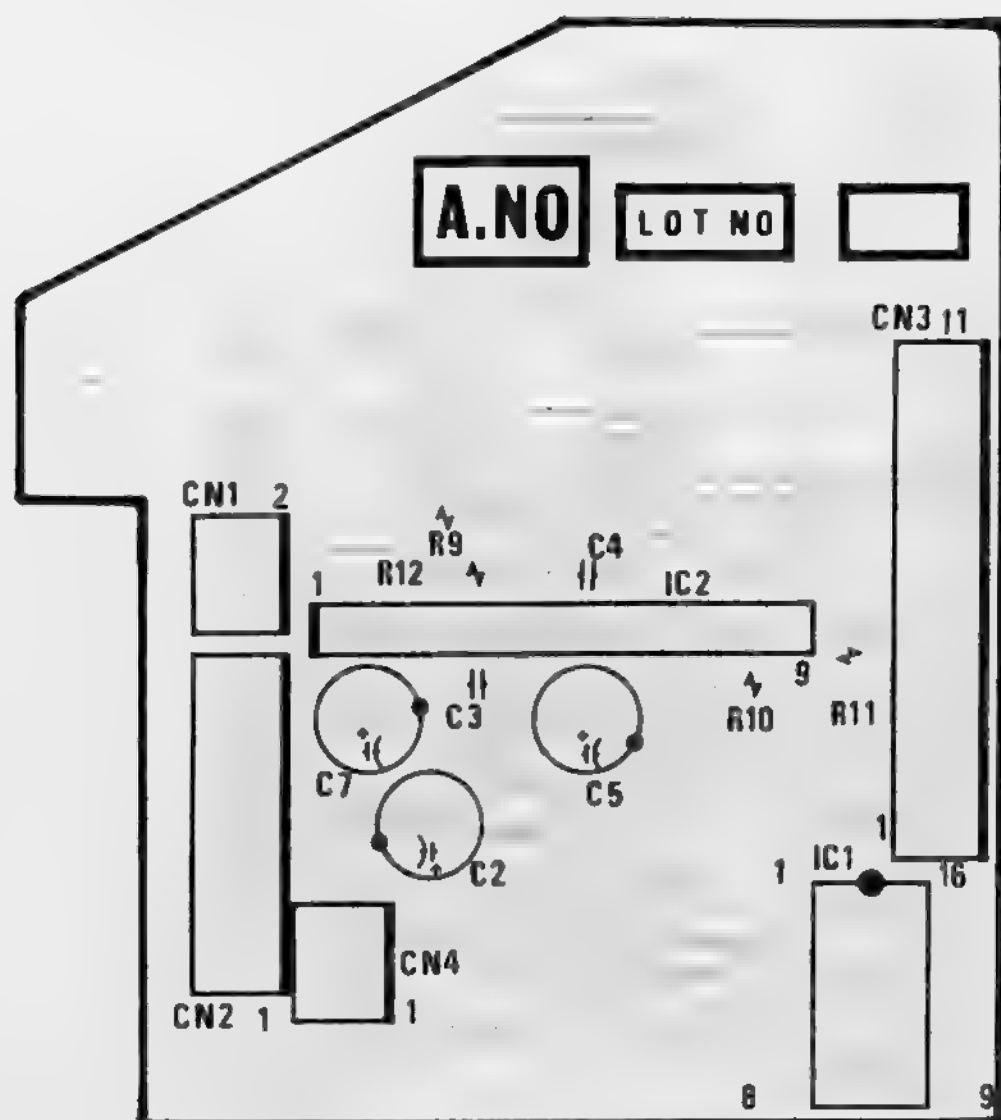 A.NO LOT NO
CN3 11
CN1 2
R9 C4
R12 IC2
1
9
C3 R10 R11
C7 C5
1
C2 1 IC1 16
CN4
CN2 1 1
8 9